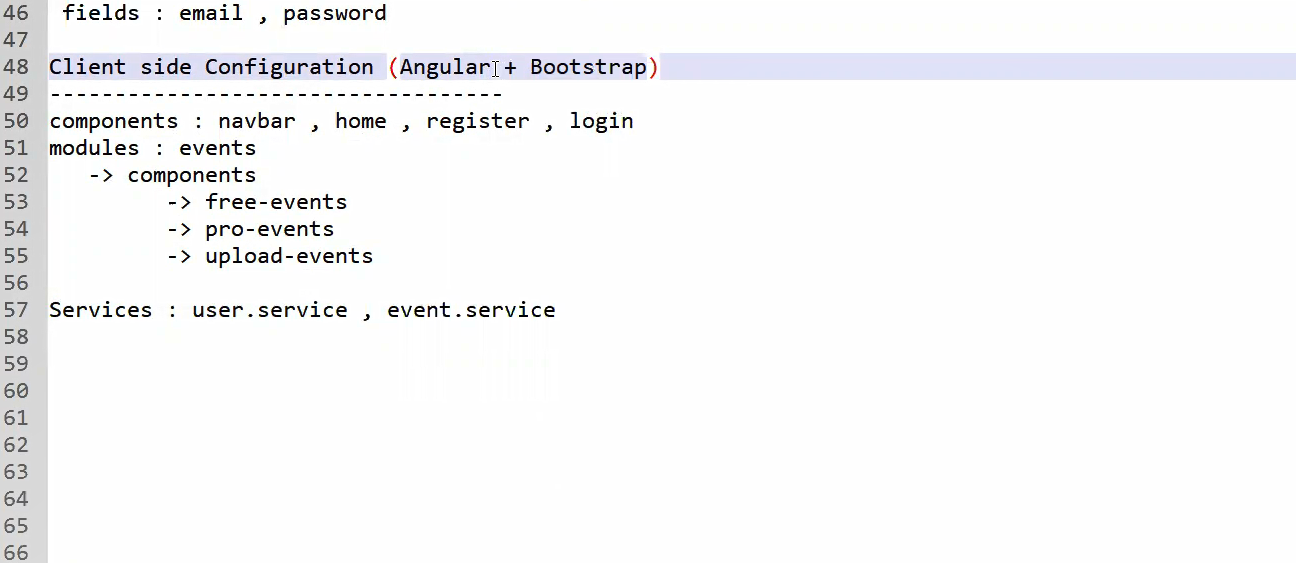 46 fields : email , password
47
48 Client side Configuration (Angular + Bootstrap)
49 -----------------------------------
50 components : navbar , home , register , login
51 modules : events
52 -> components
53 -> free-events
54 -> pro-events
55 -> upload-events
56
57 Services : user.service , event.service
58
59
60
61
62
63
64
65
66